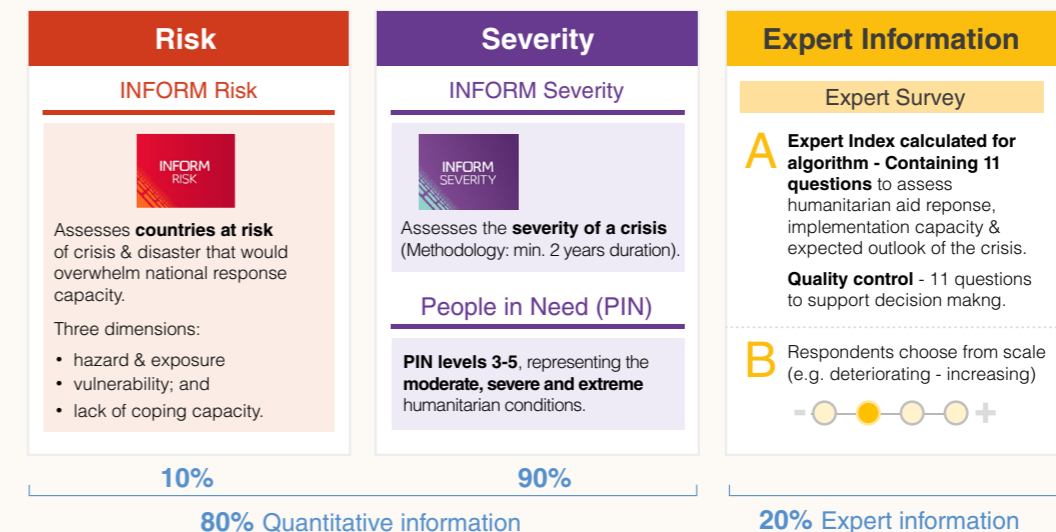 Risk
INFORM Risk
INFORM
RISK
Assesses countries at risk
of crisis & disaster that would
overwhelm national response
capacity.
Three dimensions:
• hazard & exposure
• vulnerability; and
• lack of coping capacity.
Severity
INFORM Severity
INFORM
SEVERITY
Assesses the severity of a crisis
(Methodology: min. 2 years duration).
People in Need (PIN)
PIN levels 3-5, representing the
moderate, severe and extreme
humanitarian conditions.
Expert Information
Expert Survey
A
Expert Index calculated for
algorithm - Containing 11
questions to assess
humanitarian aid reponse,
implementation capacity &
expected outlook of the crisis.
Quality control - 11 questions
to support decision makng.
B
Respondents choose from scale
(e.g. deteriorating - increasing)
- +
10%
90%
80% Quantitative information
20% Expert information